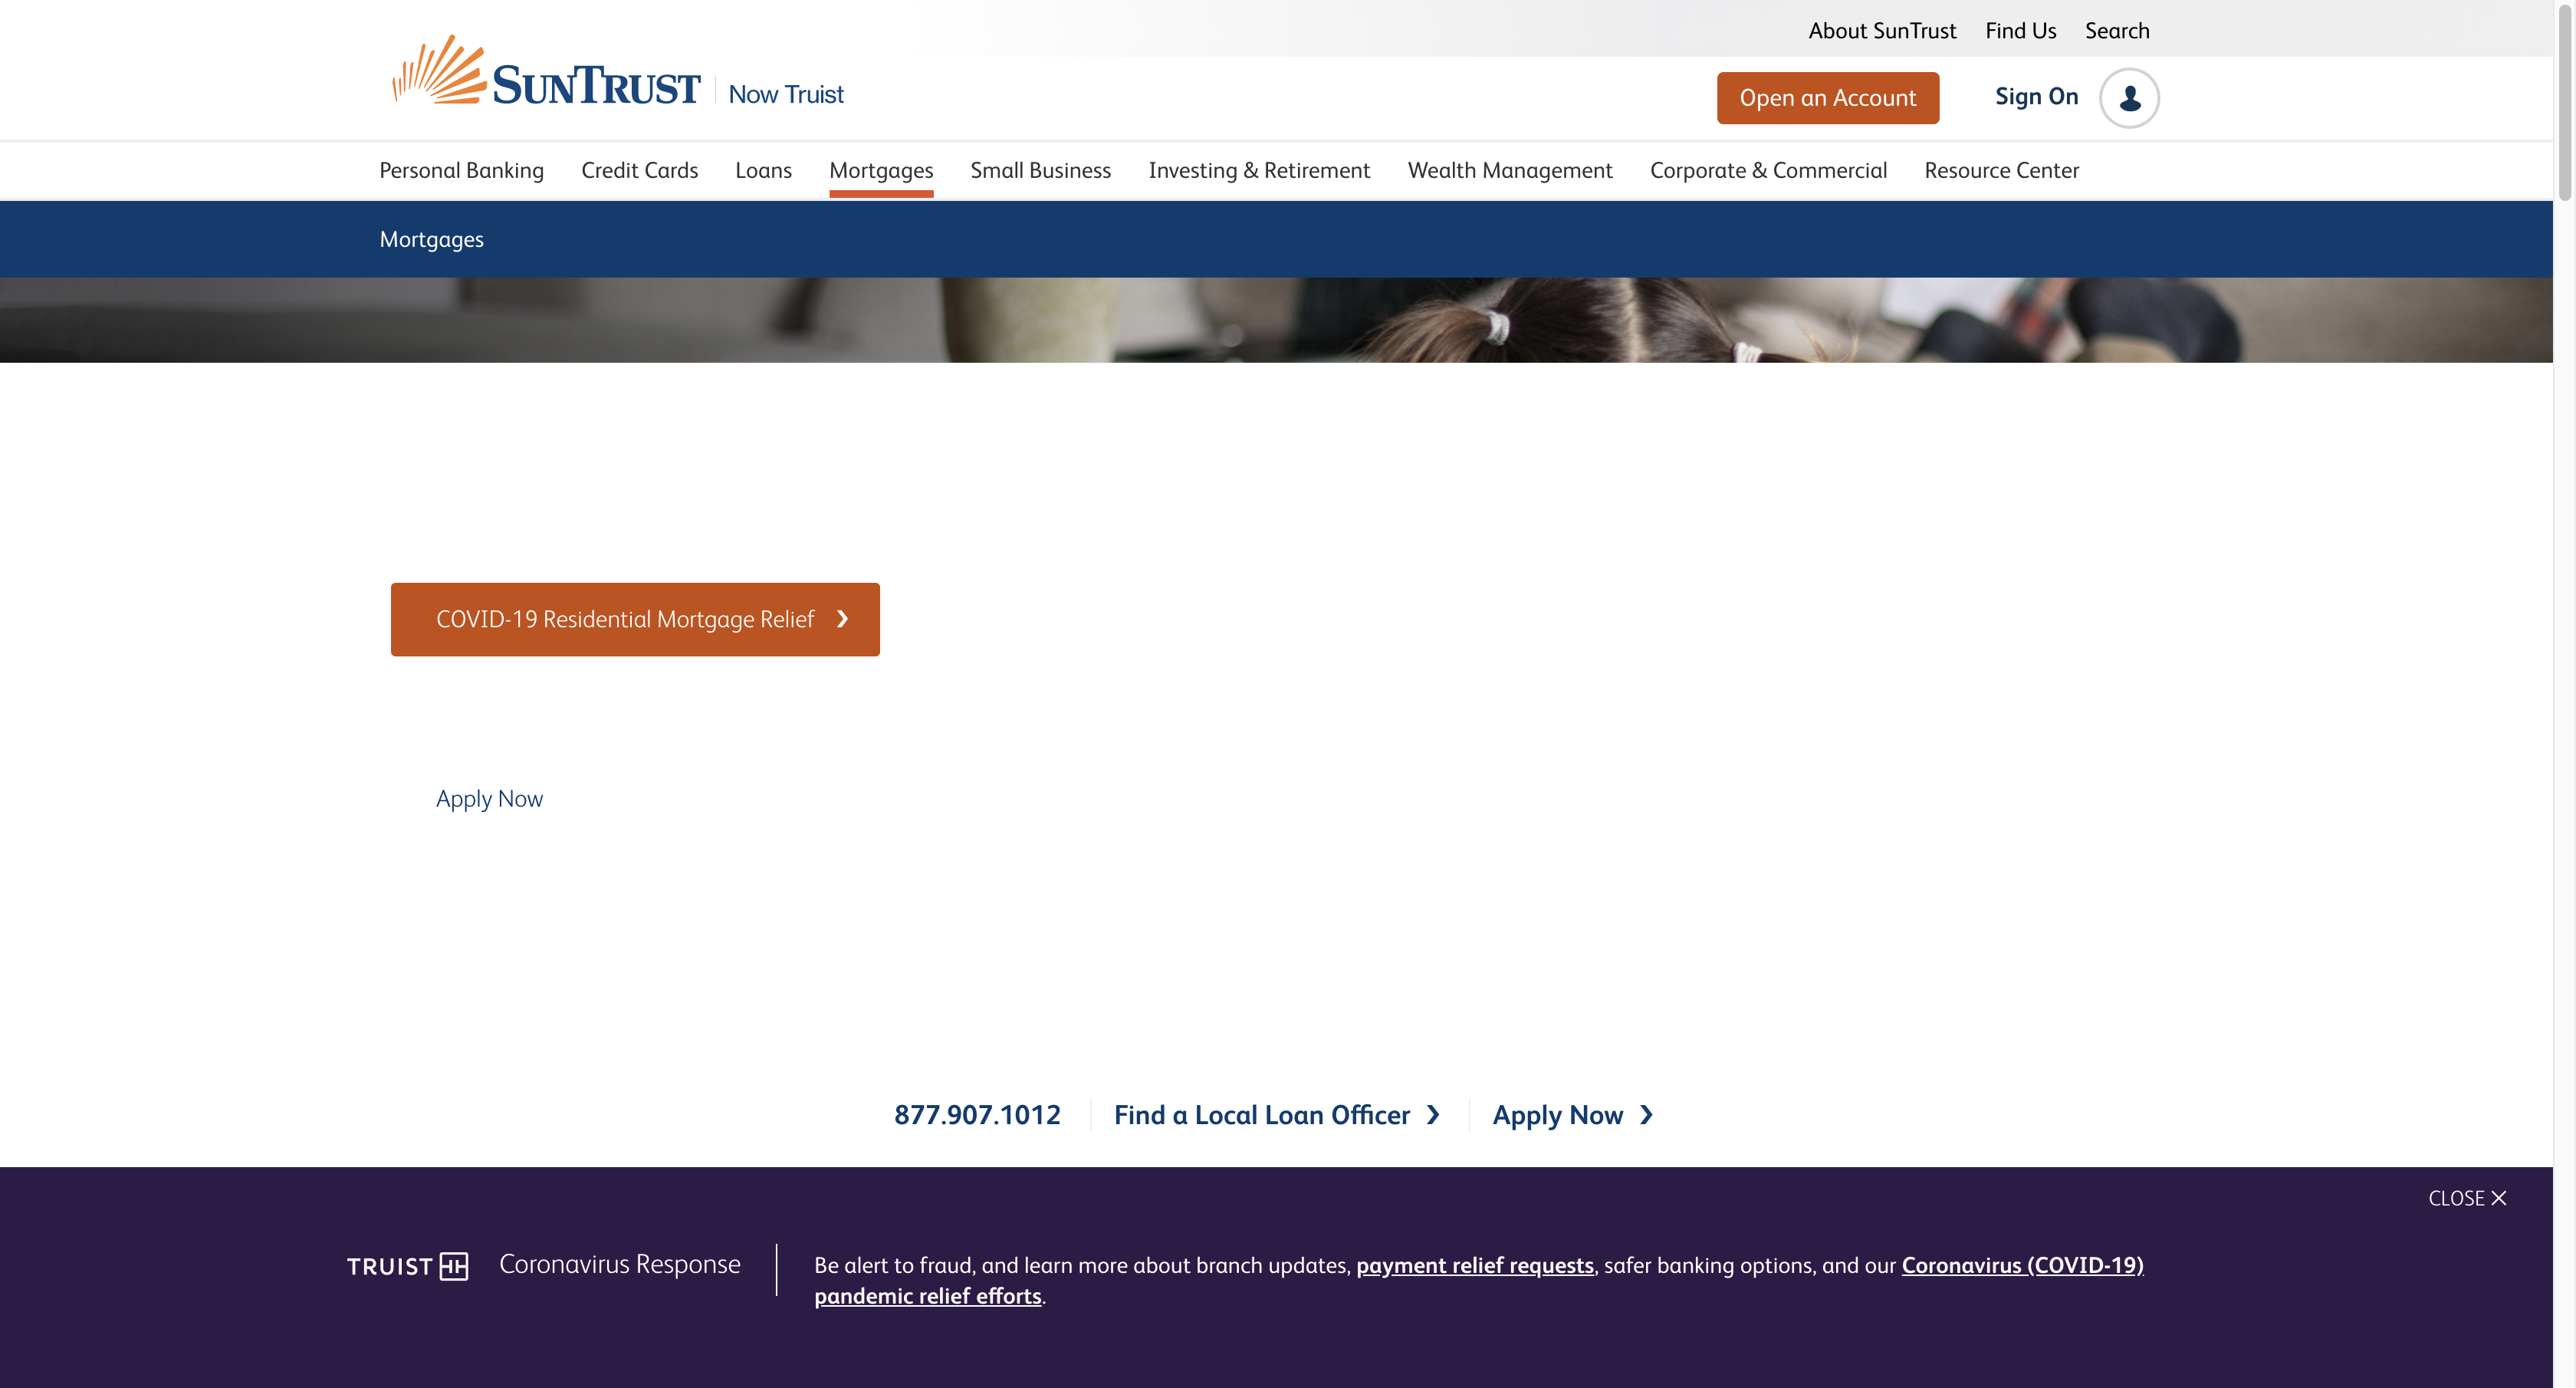 About SunTrust Find Us Search
SUNTRUST Now Truist
Open an Account Sign On
Personal Banking Credit Cards Loans Mortgages Small Business Investing & Retirement Wealth Management Corporate & Commercial Resource Center
Mortgages
COVID-19 Residential Mortgage Relief
Apply Now
877.907.1012 Find a Local Loan Officer Apply Now
CLOSE
TRUIST Coronavirus Response
Be alert to fraud, and learn more about branch updates, payment relief requests, safer banking options, and our Coronavirus (COVID-19)
pandemic relief efforts.